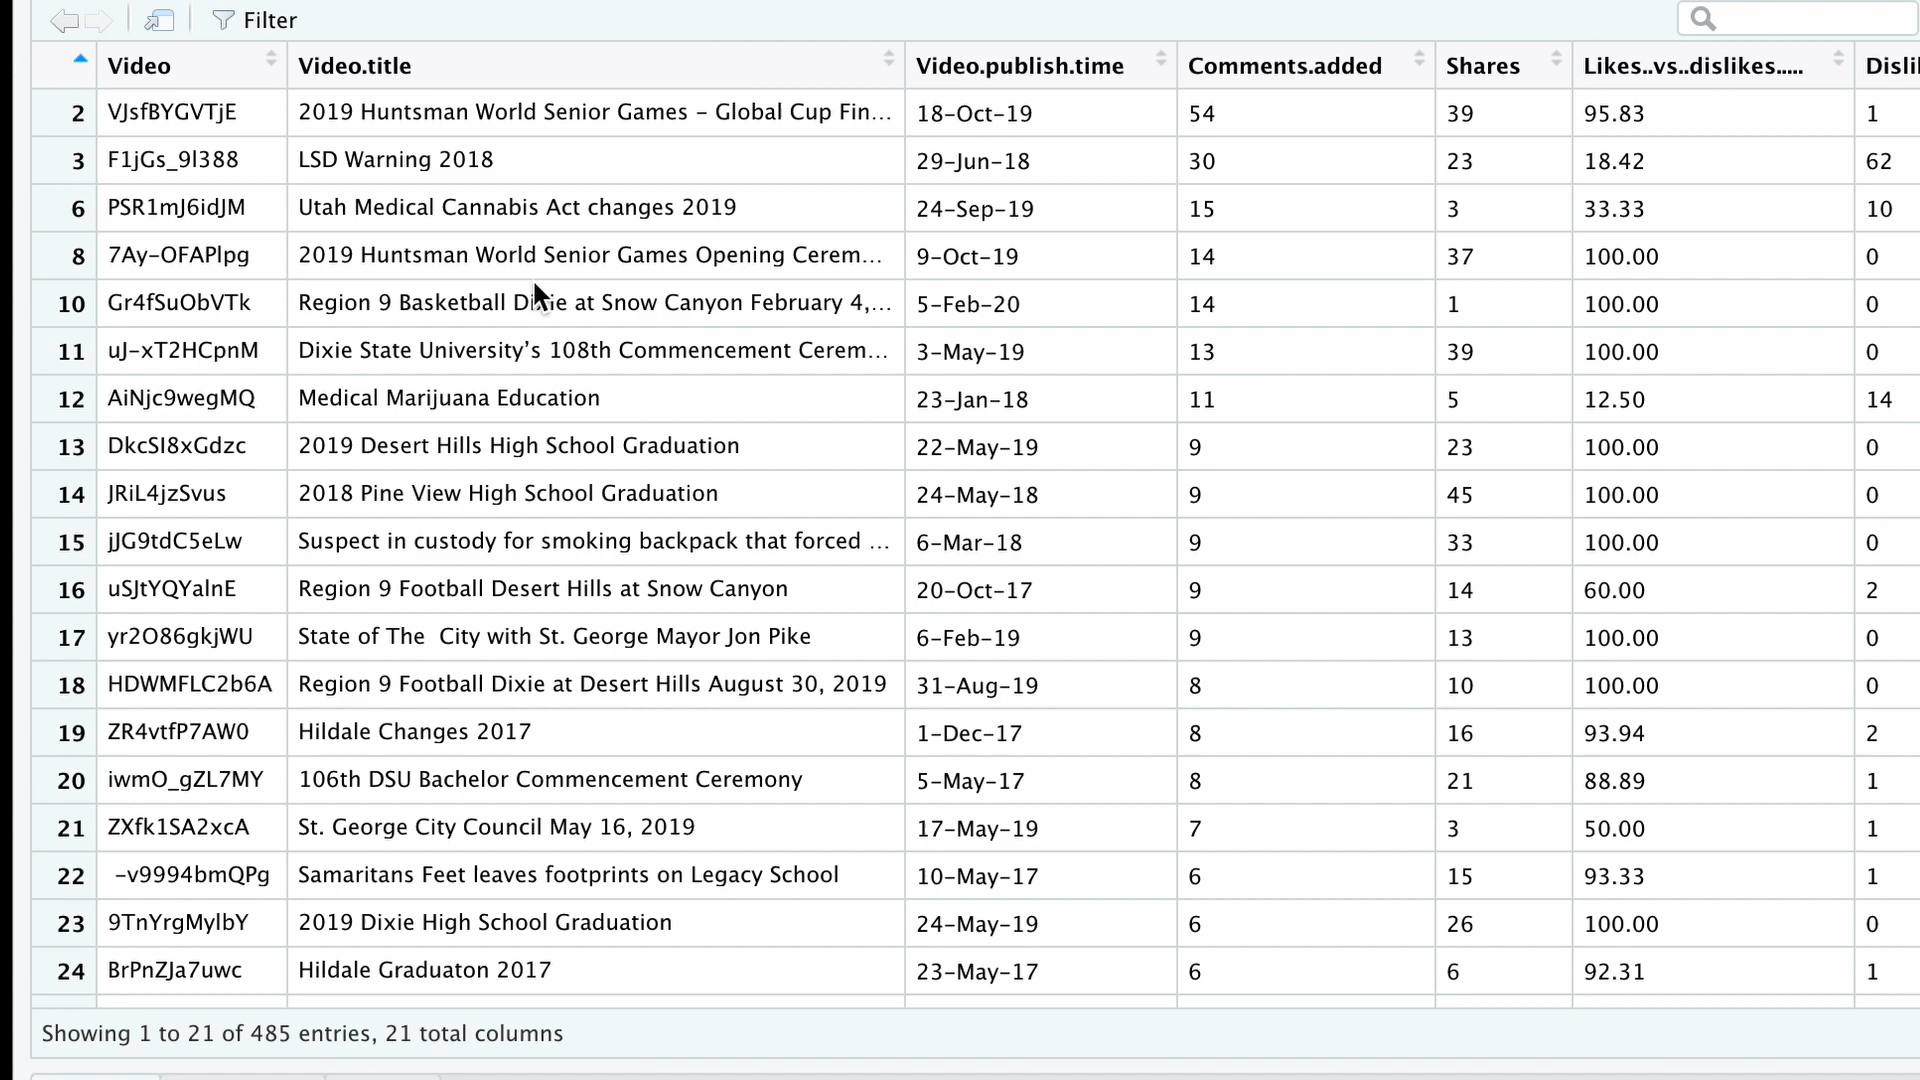 Filter
Video Video.title Video.publish.time Comments.added Shares Likes..vs..dislikes..... Disli
2 VJsfBYGVTjE 2019 Huntsman World Senior Games – Global Cup Fin... 18-Oct-19 54 39 95.83 1
3 F1jGs_9l388 LSD Warning 2018 29-Jun-18 30 23 18.42 62
6 PSR1mJ6idJM Utah Medical Cannabis Act changes 2019 24-Sep-19 15 3 33.33 10
8 7Ay-OFAPlpg 2019 Huntsman World Senior Games Opening Cerem... 9-Oct-19 14 37 100.00 0
10 Gr4fSuObVTk Region 9 Basketball Dixie at Snow Canyon February 4,... 5-Feb-20 14 1 100.00 0
11 uJ-xT2HCpnM Dixie State University’s 108th Commencement Cerem... 3-May-19 13 39 100.00 0
12 AiNjc9wegMQ Medical Marijuana Education 23-Jan-18 11 5 12.50 14
13 DkcSI8xGdzc 2019 Desert Hills High School Graduation 22-May-19 9 23 100.00 0
14 JRiL4jzSvus 2018 Pine View High School Graduation 24-May-18 9 45 100.00 0
15 jJG9tdC5eLw Suspect in custody for smoking backpack that forced ... 6-Mar-18 9 33 100.00 0
16 uSJtYQYalnE Region 9 Football Desert Hills at Snow Canyon 20-Oct-17 9 14 60.00 2
17 yr2O86gkjWU State of The  City with St. George Mayor Jon Pike 6-Feb-19 9 13 100.00 0
18 HDWMFLC2b6A Region 9 Football Dixie at Desert Hills August 30, 2019 31-Aug-19 8 10 100.00 0
19 ZR4vtfP7AW0 Hildale Changes 2017 1-Dec-17 8 16 93.94 2
20 iwmO_gZL7MY 106th DSU Bachelor Commencement Ceremony 5-May-17 8 21 88.89 1
21 ZXfk1SA2xcA St. George City Council May 16, 2019 17-May-19 7 3 50.00 1
22 -v9994bmQPg Samaritans Feet leaves footprints on Legacy School 10-May-17 6 15 93.33 1
23 9TnYrgMylbY 2019 Dixie High School Graduation 24-May-19 6 26 100.00 0
24 BrPnZJa7uwc Hildale Graduaton 2017 23-May-17 6 6 92.31 1
Showing 1 to 21 of 485 entries, 21 total columns